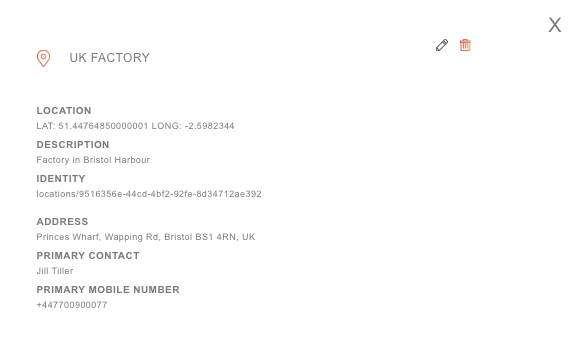 X
UK FACTORY
LOCATION
LAT: 51.44764850000001 LONG: -2.5982344
DESCRIPTION
Factory in Bristol Harbour
IDENTITY
locations/9516356e-44cd-4bf2-92fe-8d34712ae392
ADDRESS
Princes Wharf, Wapping Rd, Bristol BS1 4RN, UK
PRIMARY CONTACT
Jill Tiller
PRIMARY MOBILE NUMBER
+447700900077